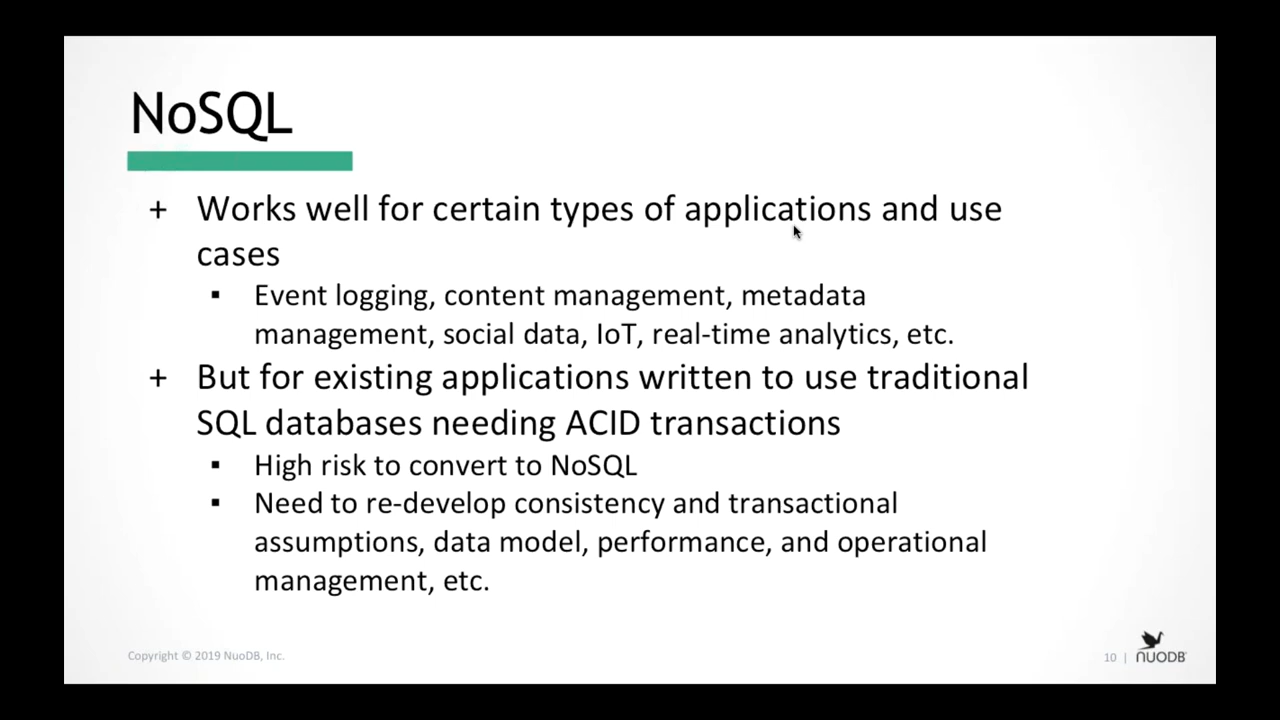 NoSQL
+ Works well for certain types of applications and use
cases
▪ Event logging, content management, metadata
management, social data, IoT, real-time analytics, etc.
+ But for existing applications written to use traditional
SQL databases needing ACID transactions
▪ High risk to convert to NoSQL
▪ Need to re-develop consistency and transactional
assumptions, data model, performance, and operational
management, etc.
Copyright © 2019 NuoDB, Inc.
10 | NUODB